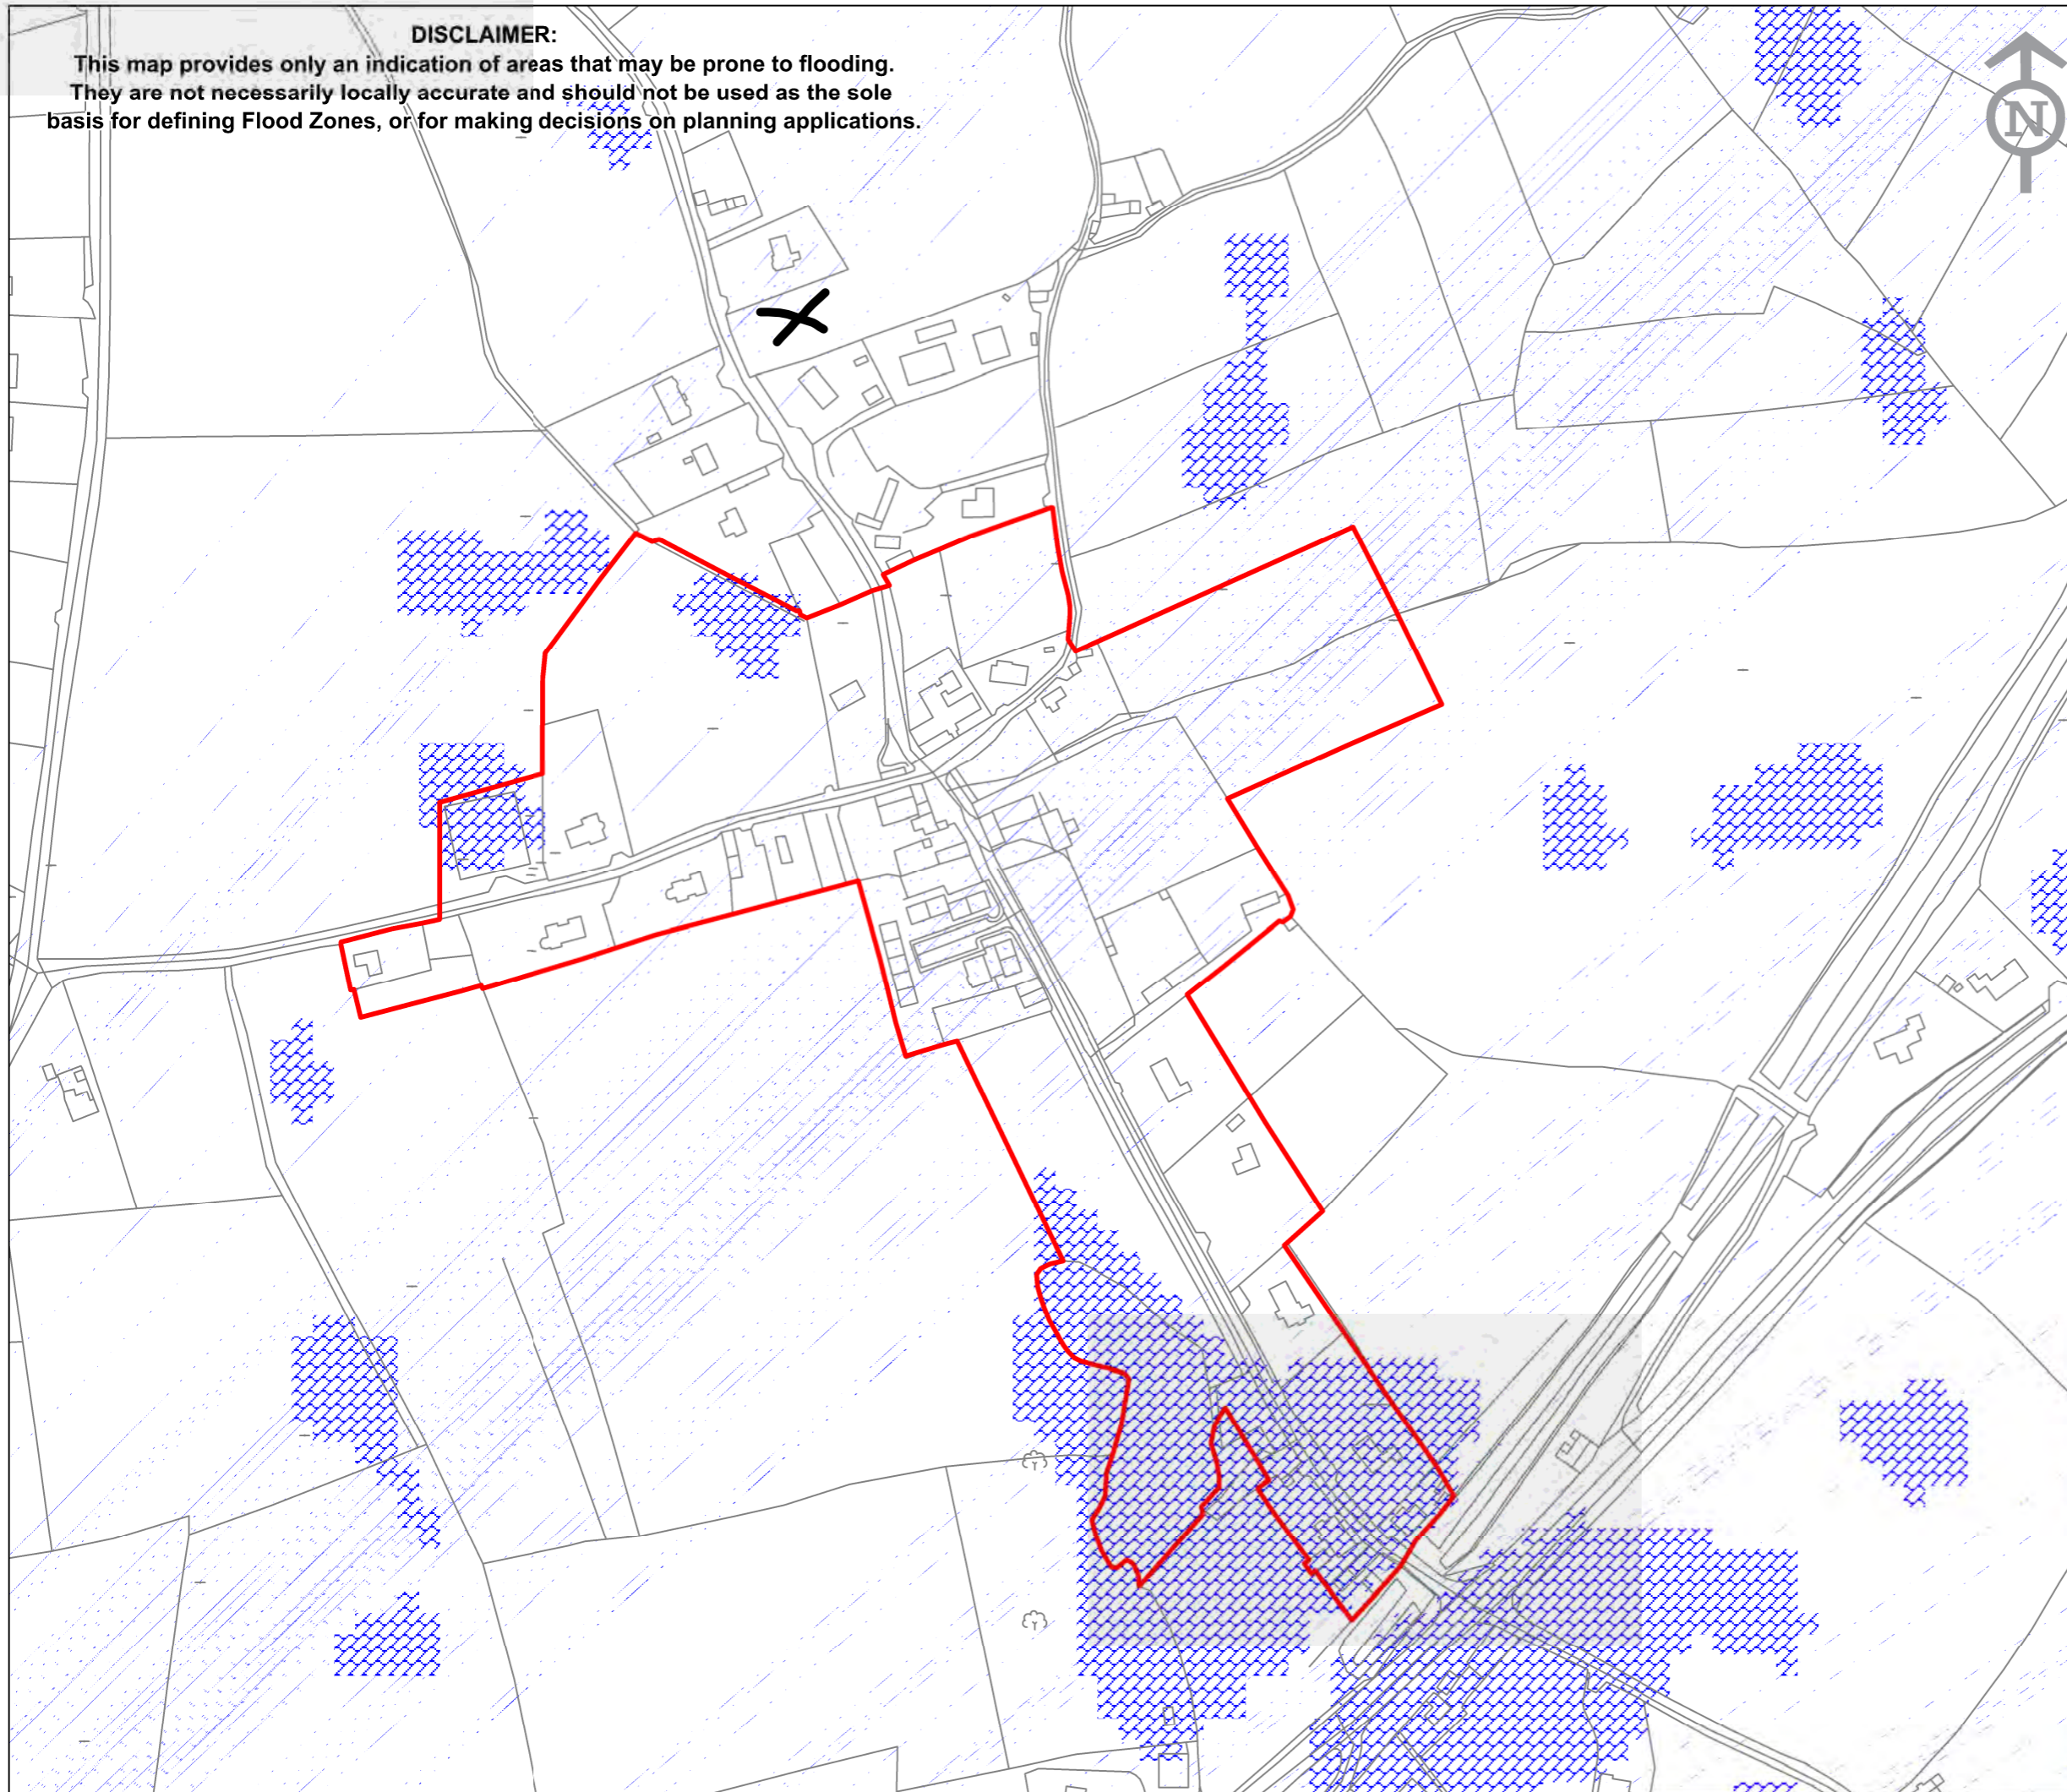 DISCLAIMER:
This map provides only an indication of areas that may be prone to flooding.
They are not necessarily locally accurate and should not be used as the sole
basis for defining Flood Zones, or for making decisions on planning applications.
N